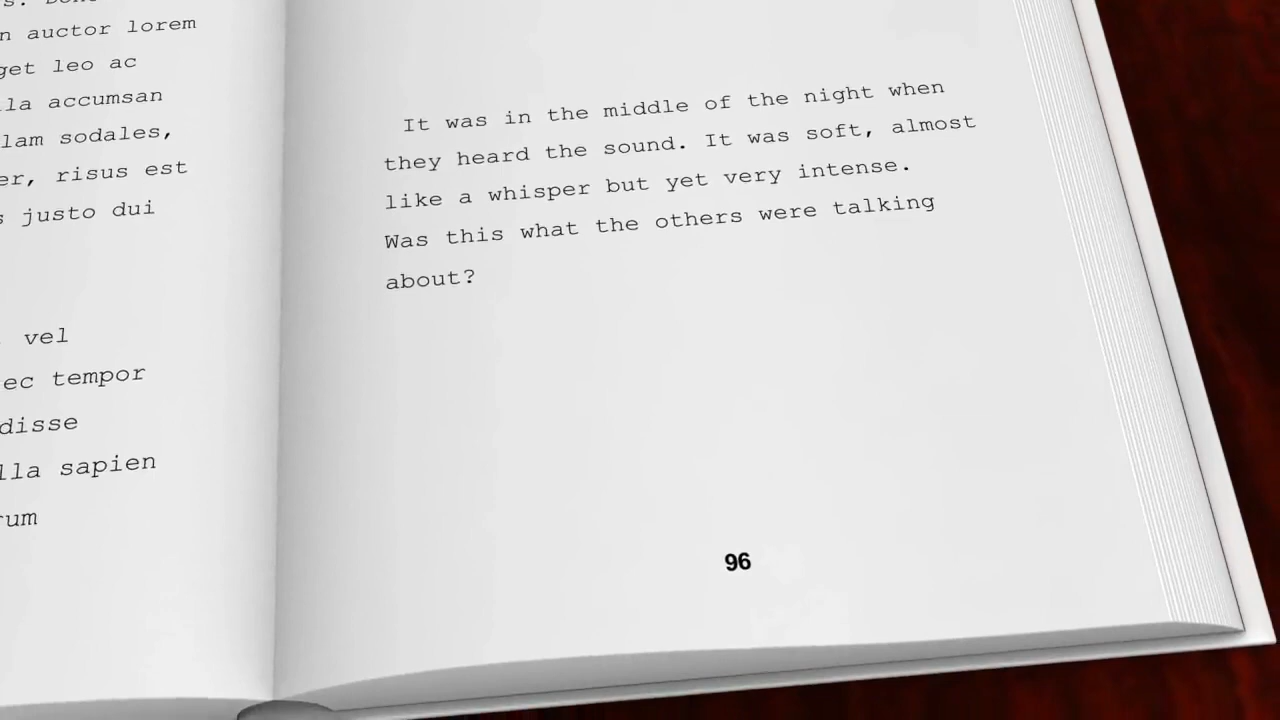 n auctor lorem
get leo ac
lla accumsan
lam sodales,
er, risus est
s justo dui
vel
ec tempor
disse
lla sapien
rum
It was in the middle of the night when
they heard the sound. It was soft, almost
like a whisper but yet very intense.
Was this what the others were talking
about?
96